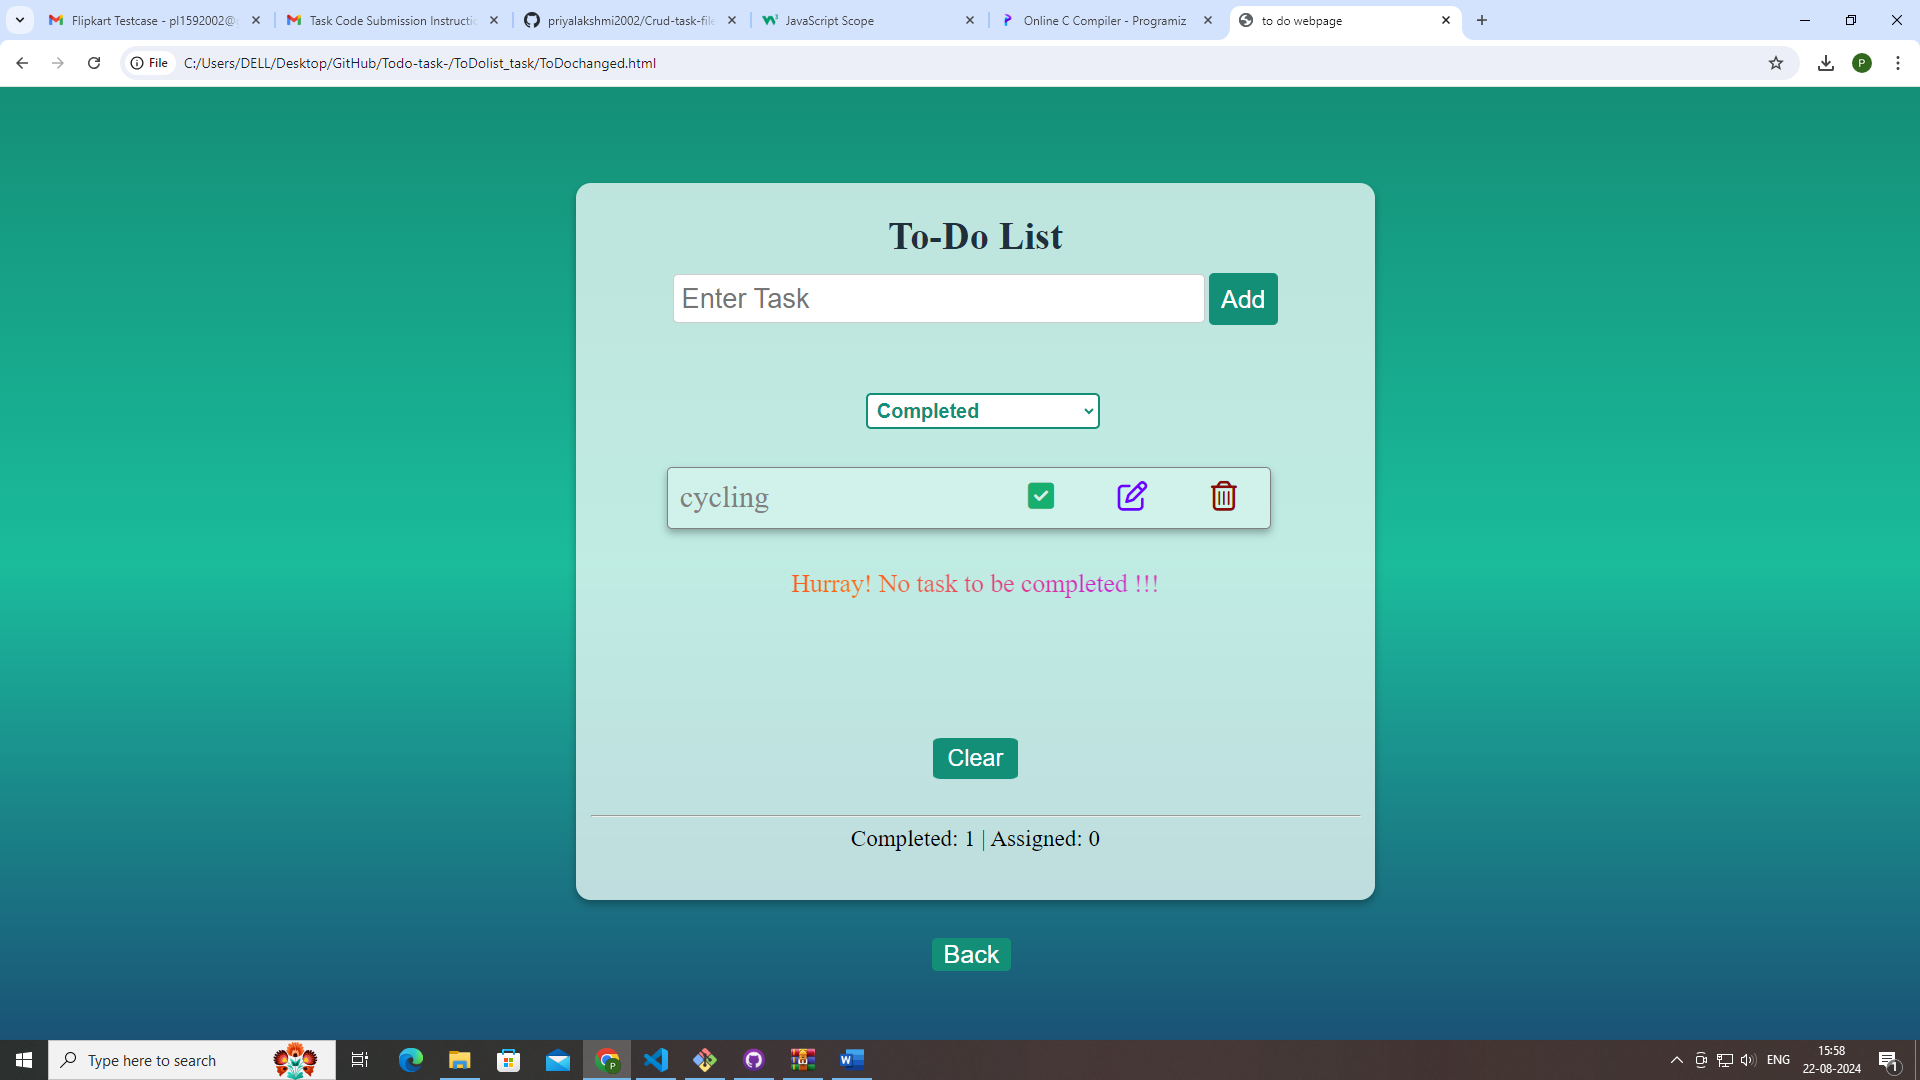 Flipkart Testcase - pl1592002@g
Task Code Submission Instructio
priyalakshmi2002/Crud-task-file
JavaScript Scope
Online C Compiler - Programiz
to do webpage
File
C:/Users/DELL/Desktop/GitHub/Todo-task-/ToDolist_task/ToDochanged.html
P
To-Do List
Enter Task
Add
Completed
cycling
Hurray! No task to be completed !!!
Clear
Completed: 1 | Assigned: 0
Back
Type here to search
ENG
15:58
22-08-2024
1